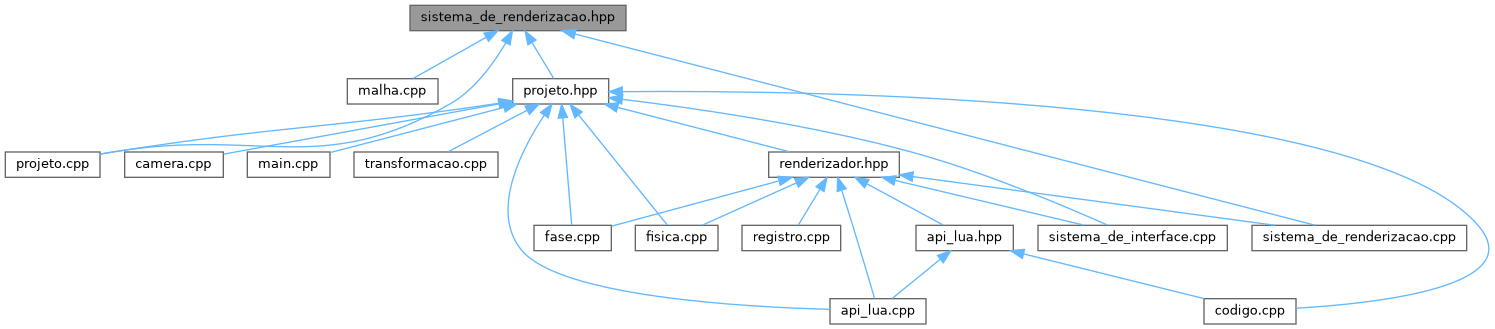 sistema_de_renderizacao.hpp
malha.cpp
projeto.hpp
projeto.cpp
camera.cpp
main.cpp
transformacao.cpp
renderizador.hpp
fase.cpp
fisica.cpp
registro.cpp
api_lua.hpp
sistema_de_interface.cpp
sistema_de_renderizacao.cpp
api_lua.cpp
codigo.cpp